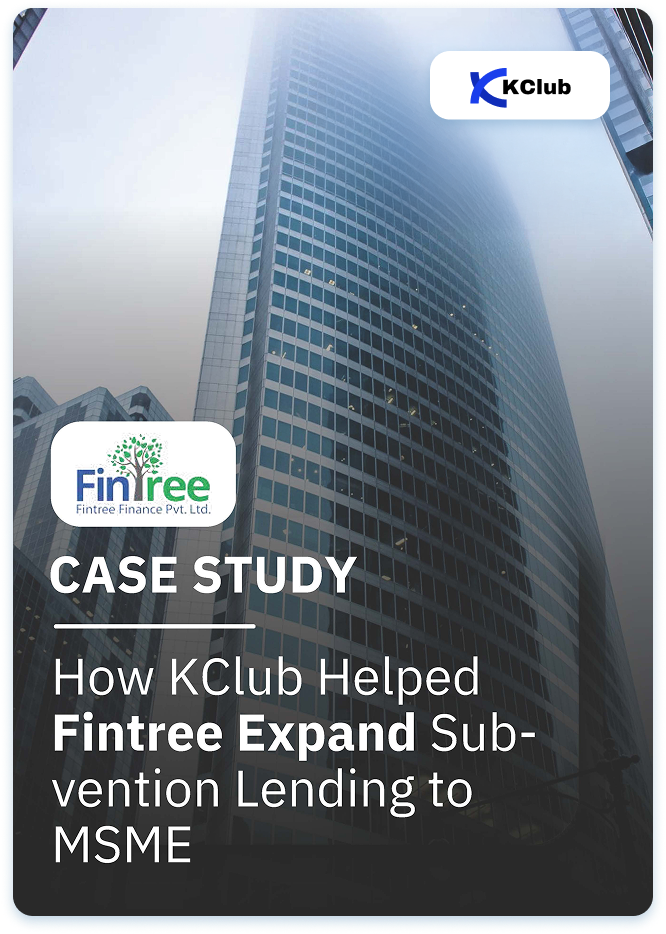 KClub
FinTree
Fintree Finance Pvt. Ltd.
CASE STUDY
How KClub Helped
Fintree Expand Sub-
vention Lending to
MSME